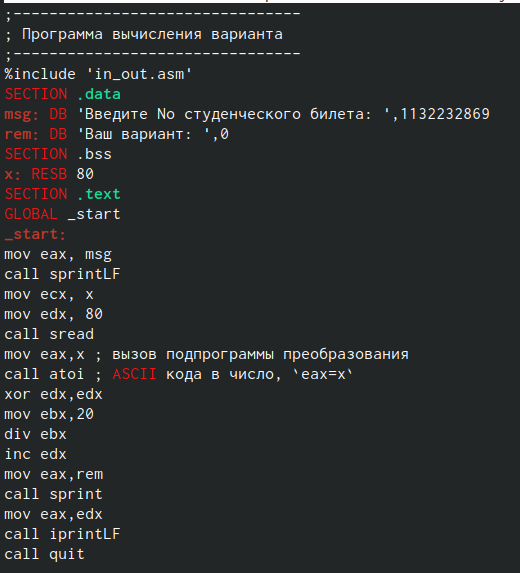 ;-------------------------------
; Программа вычисления варианта
;-------------------------------
%include 'in_out.asm'
SECTION .data
msg: DB 'Введите No студенческого билета: ',1132232869
rem: DB 'Ваш вариант: ',0
SECTION .bss
x: RESB 80
SECTION .text
GLOBAL _start
_start:
mov eax, msg
call sprintLF
mov ecx, x
mov edx, 80
call sread
mov eax,x ; вызов подпрограммы преобразования
call atoi ; ASCII кода в число, `eax=x`
xor edx,edx
mov ebx,20
div ebx
inc edx
mov eax,rem
call sprint
mov eax,edx
call iprintLF
call quit